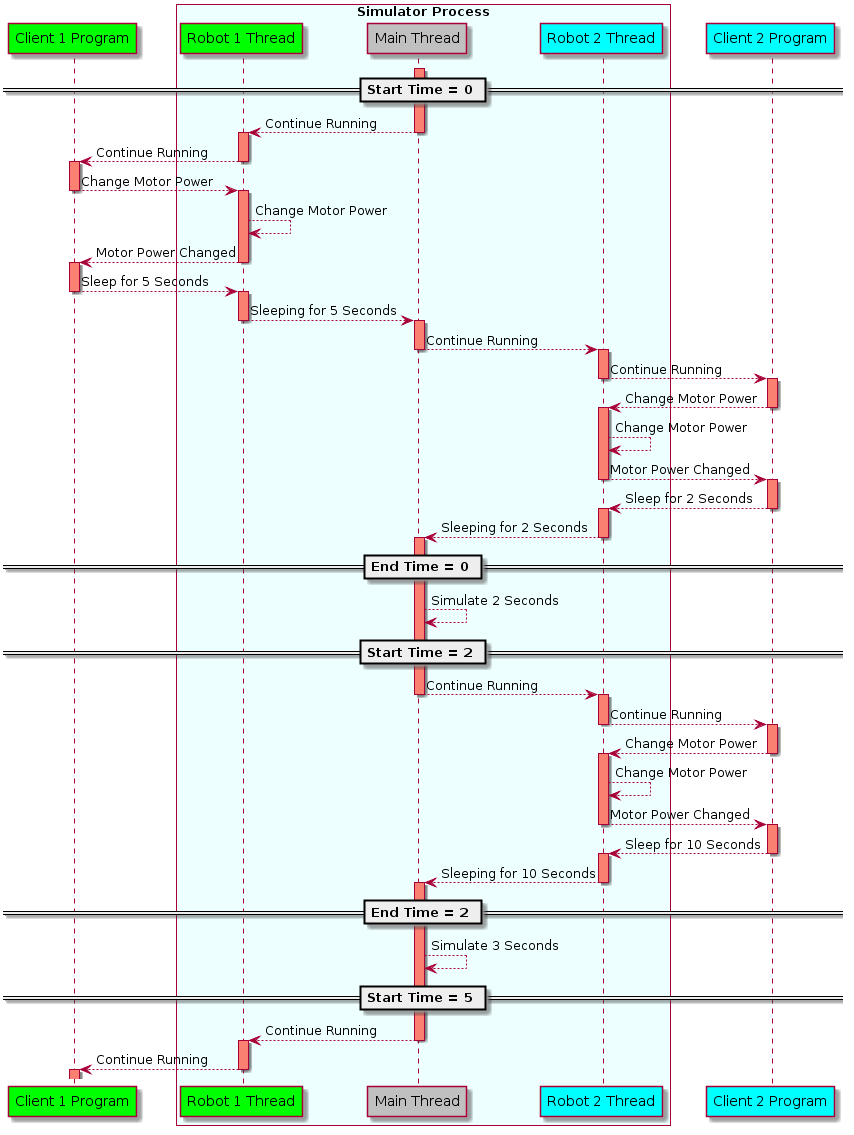 Simulator Process
Client 1 Program
Robot 1 Thread
Main Thread
Robot 2 Thread
Client 2 Program
Start Time = 0
Continue Running
Continue Running
Change Motor Power
Change Motor Power
Motor Power Changed
Sleep for 5 Seconds
Sleeping for 5 Seconds
Continue Running
Continue Running
Change Motor Power
Change Motor Power
Motor Power Changed
Sleep for 2 Seconds
Sleeping for 2 Seconds
End Time = 0
Simulate 2 Seconds
Start Time = 2
Continue Running
Continue Running
Change Motor Power
Change Motor Power
Motor Power Changed
Sleep for 10 Seconds
Sleeping for 10 Seconds
End Time = 2
Simulate 3 Seconds
Start Time = 5
Continue Running
Continue Running
Client 1 Program
Robot 1 Thread
Main Thread
Robot 2 Thread
Client 2 Program